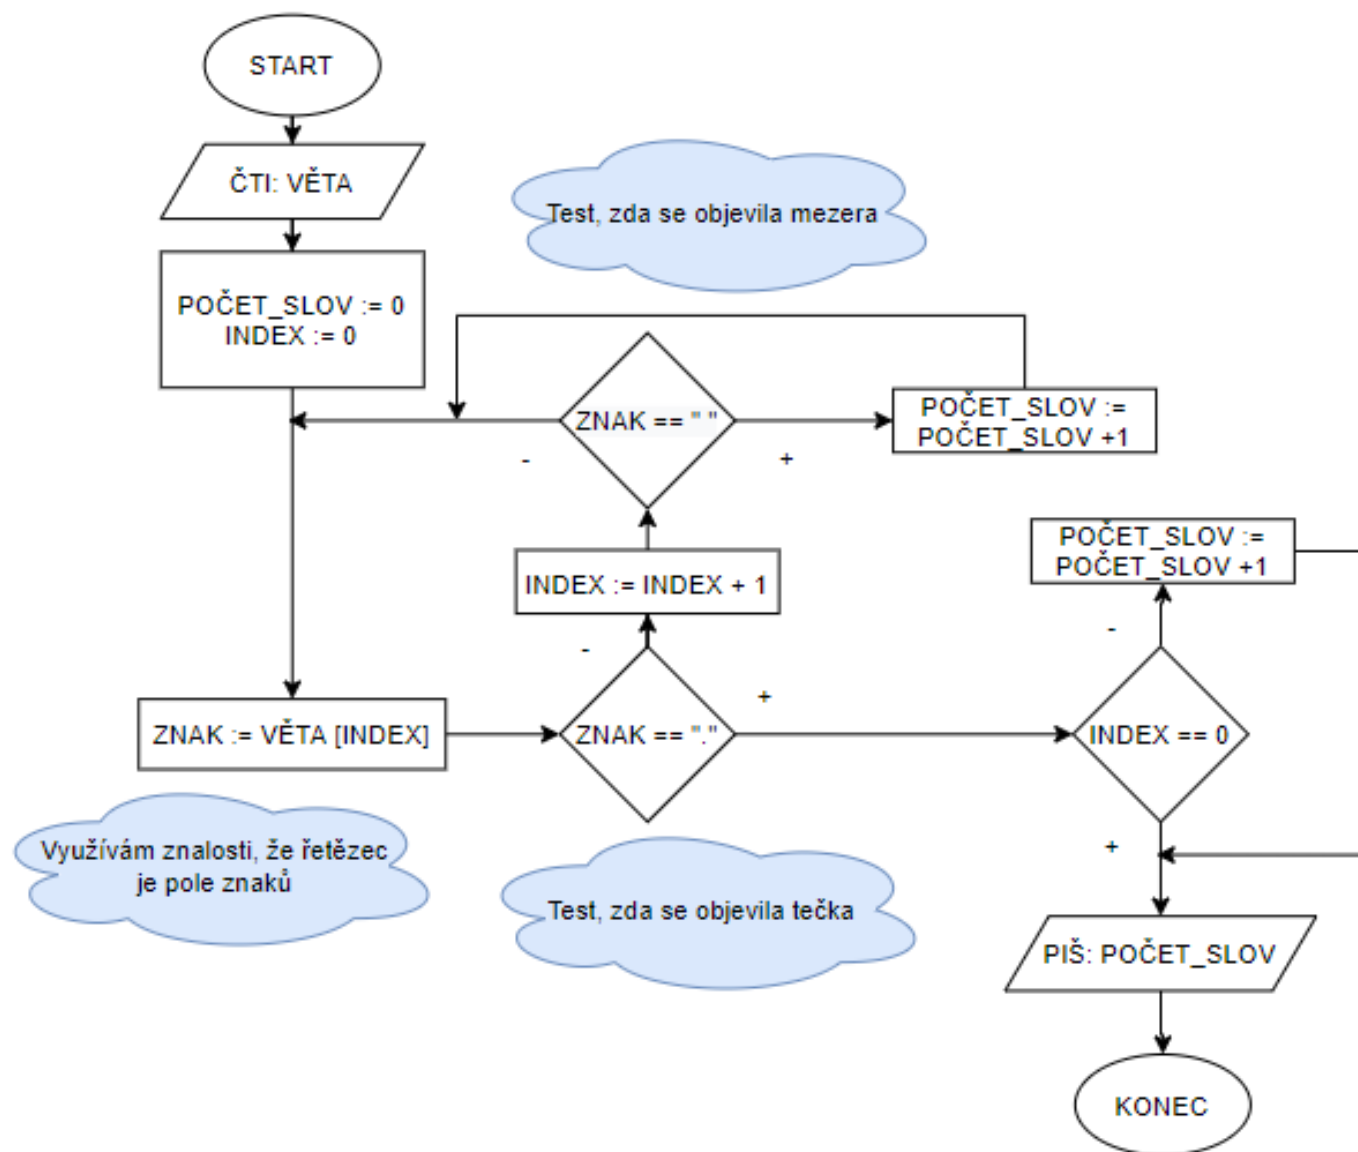 START
ČTI: VĚTA
Test, zda se objevila mezera
POČET_SLOV := 0
INDEX := 0
ZNAK == " "
POČET_SLOV :=
POČET_SLOV +1
-
+
POČET_SLOV :=
POČET_SLOV +1
INDEX := INDEX + 1
-
-
+
ZNAK := VĚTA [INDEX]
ZNAK == "."
INDEX == 0
Využívám znalosti, že řetězec
je pole znaků
+
Test, zda se objevila tečka
PIŠ: POČET_SLOV
KONEC